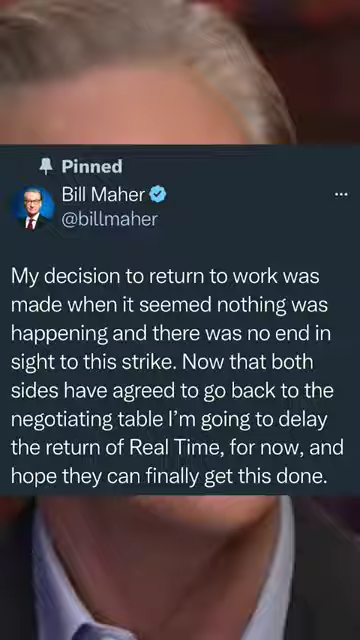 Pinned
Bill Maher
@billmaher
My decision to return to work was
made when it seemed nothing was
happening and there was no end in
sight to this strike. Now that both
sides have agreed to go back to the
negotiating table I'm going to delay
the return of Real Time, for now, and
hope they can finally get this done.